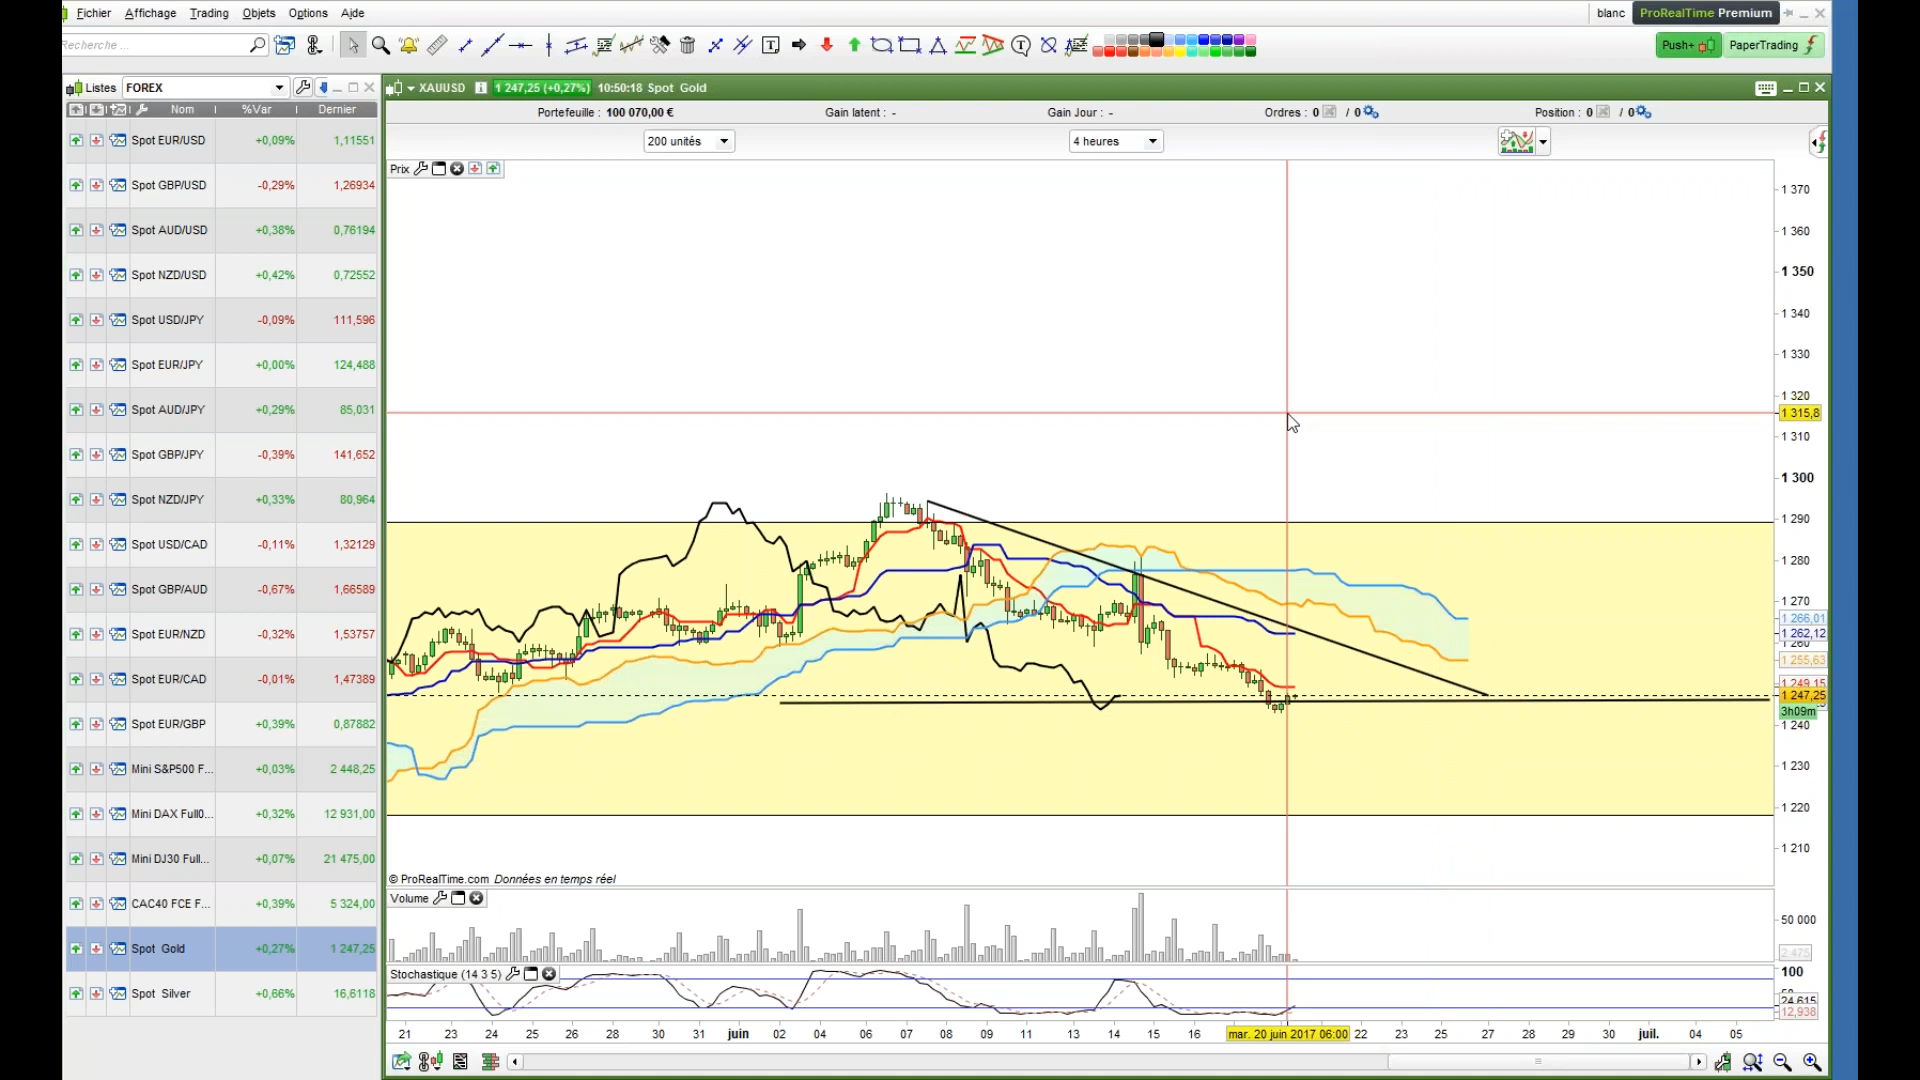 Fichier Affichage Trading Objets Options Aide
blanc ProRealTime Premium
Recherche ...
Push+ PaperTrading
Listes FOREX
Nom %Var Dernier
Spot EUR/USD +0,09% 1,11551
Spot GBP/USD -0,29% 1,26934
Spot AUD/USD +0,38% 0,76194
Spot NZD/USD +0,42% 0,72552
Spot USD/JPY -0,09% 111,596
Spot EUR/JPY +0,00% 124,488
Spot AUD/JPY +0,29% 85,031
Spot GBP/JPY -0,39% 141,652
Spot NZD/JPY +0,33% 80,964
Spot USD/CAD -0,11% 1,32129
Spot GBP/AUD -0,67% 1,66589
Spot EUR/NZD -0,32% 1,53757
Spot EUR/CAD -0,01% 1,47389
Spot EUR/GBP +0,39% 0,87882
Mini S&P500 F... +0,03% 2 448,25
Mini DAX Full0... +0,32% 12 931,00
Mini DJ30 Full... +0,07% 21 475,00
CAC40 FCE F... +0,39% 5 324,00
Spot Gold +0,27% 1 247,25
Spot Silver +0,66% 16,6118
XAUUSD 1 247,25 (+0,27%) 10:50:18 Spot Gold
Portefeuille : 100 070,00 € Gain latent : - Gain Jour : - Ordres : 0 / 0 Position : 0 / 0
200 unités 4 heures
Prix
1 370
1 360
1 350
1 340
1 330
1 320
1 315,8
1 310
1 300
1 290
1 280
1 270
1 266,01
1 262,12
1 260
1 255,63
1 249,15
1 247,25
3h09m
1 240
1 230
1 220
1 210
© ProRealTime.com Données en temps réel
Volume
50 000
2 475
Stochastique (14 3 5)
100
50
24,615
12,938
21 23 24 25 26 28 30 31 juin 02 04 06 07 08 09 11 13 14 15 16 mar. 20 juin 2017 06:00 22 23 25 27 28 29 30 juil. 04 05